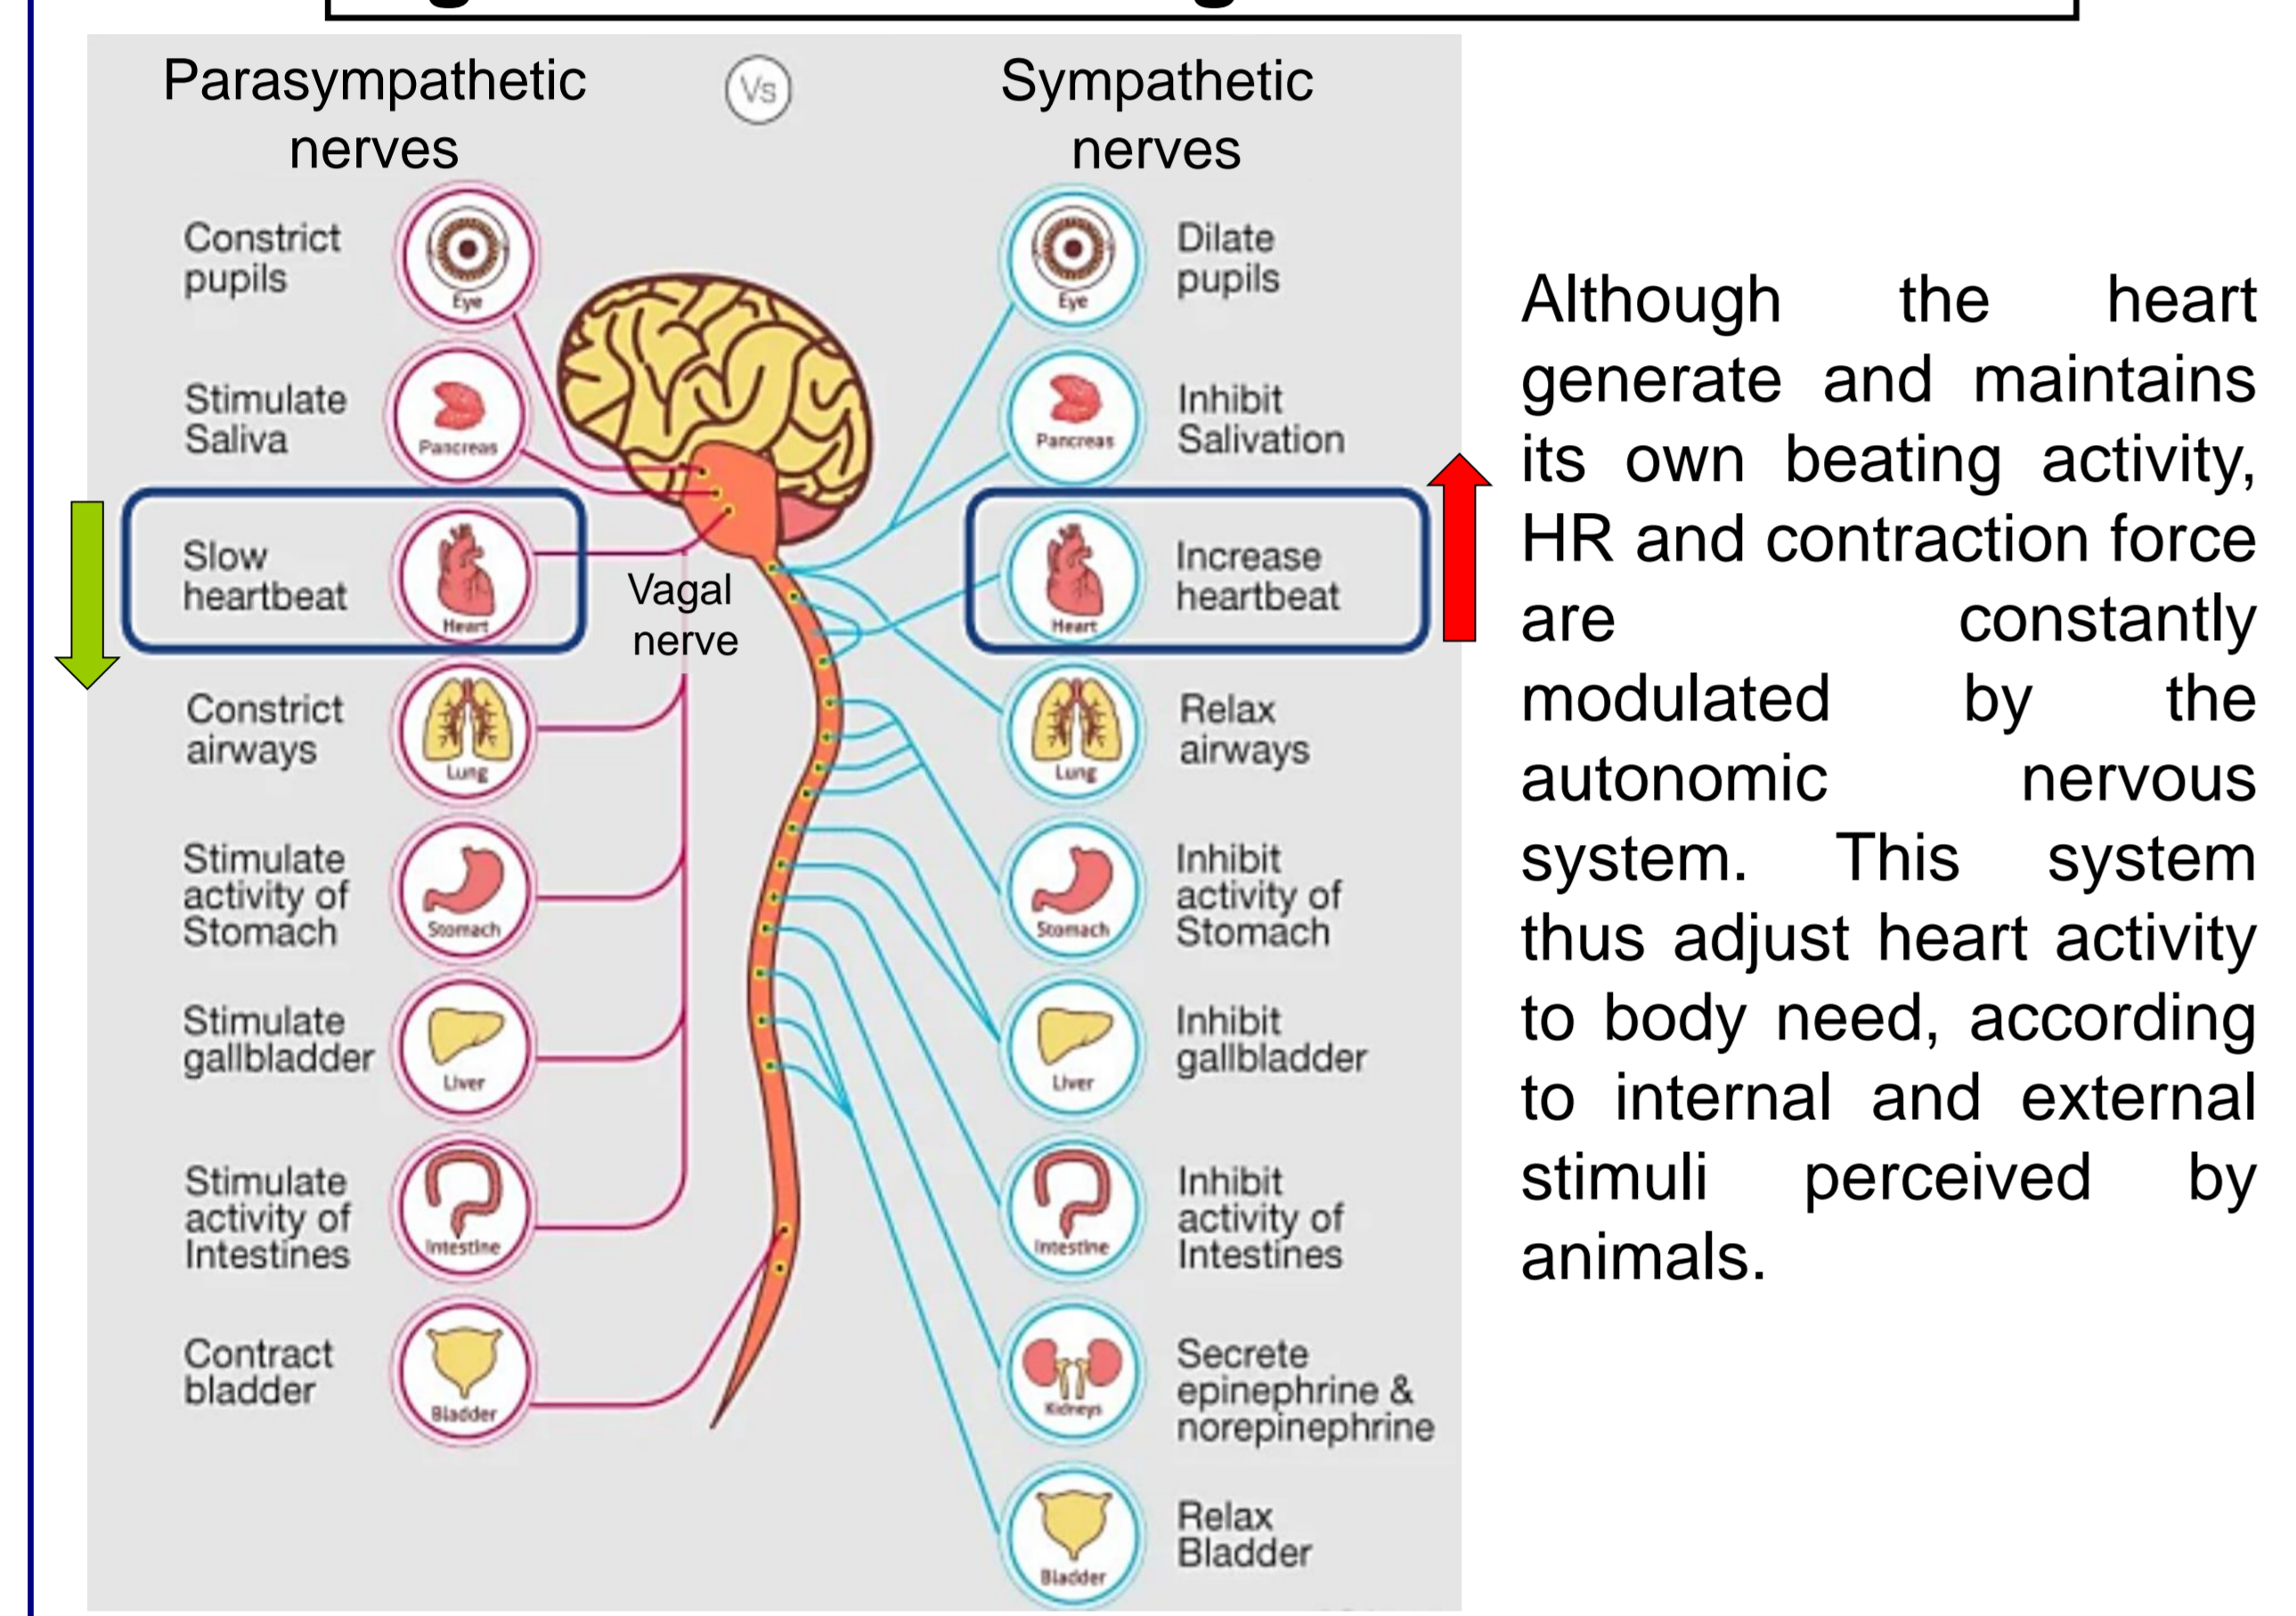 Parasympathetic
nerves
Vs
Sympathetic
nerves
Constrict
pupils
Eye
Stimulate
Saliva
Pancreas
Slow
heartbeat
Heart
Vagal
nerve
Constrict
airways
Lung
Stimulate
activity of
Stomach
Stomach
Stimulate
gallbladder
Liver
Stimulate
activity of
Intestines
Intestine
Contract
bladder
Bladder
Eye
Dilate
pupils
Pancreas
Inhibit
Salivation
Heart
Increase
heartbeat
Lung
Relax
airways
Stomach
Inhibit
activity of
Stomach
Liver
Inhibit
gallbladder
Intestine
Inhibit
activity of
Intestines
Kidneys
Secrete
epinephrine &
norepinephrine
Bladder
Relax
Bladder
Although the heart
generate and maintains
its own beating activity,
HR and contraction force
are constantly
modulated by the
autonomic nervous
system. This system
thus adjust heart activity
to body need, according
to internal and external
stimuli perceived by
animals.